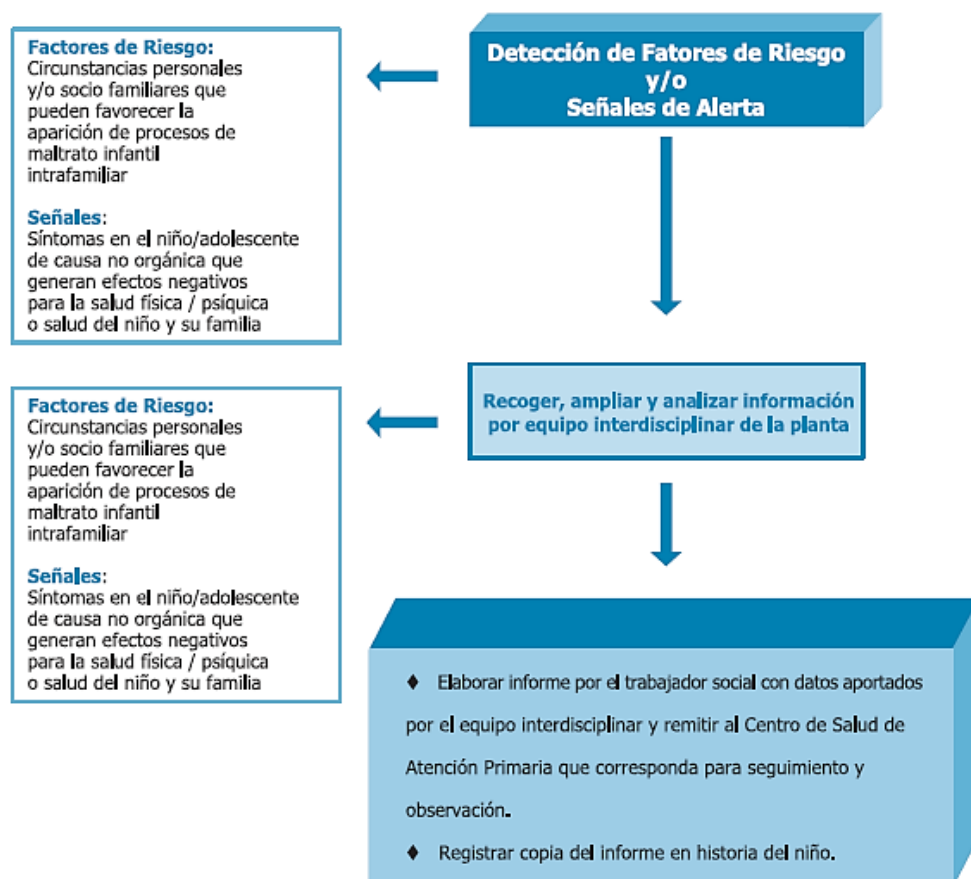 Detección de Fatores de Riesgo
y/o
Señales de Alerta
Factores de Riesgo:
Circunstancias personales
y/o socio familiares que
pueden favorecer la
aparición de procesos de
maltrato infantil
intrafamiliar
Señales:
Síntomas en el niño/adolescente
de causa no orgánica que
generan efectos negativos
para la salud física / psíquica
o salud del niño y su familia
Recoger, ampliar y analizar información
por equipo interdisciplinar de la planta
Factores de Riesgo:
Circunstancias personales
y/o socio familiares que
pueden favorecer la
aparición de procesos de
maltrato infantil
intrafamiliar
Señales:
Síntomas en el niño/adolescente
de causa no orgánica que
generan efectos negativos
para la salud física / psíquica
o salud del niño y su familia
♦ Elaborar informe por el trabajador social con datos aportados
por el equipo interdisciplinar y remitir al Centro de Salud de
Atención Primaria que corresponda para seguimiento y
observación.
♦ Registrar copia del informe en historia del niño.